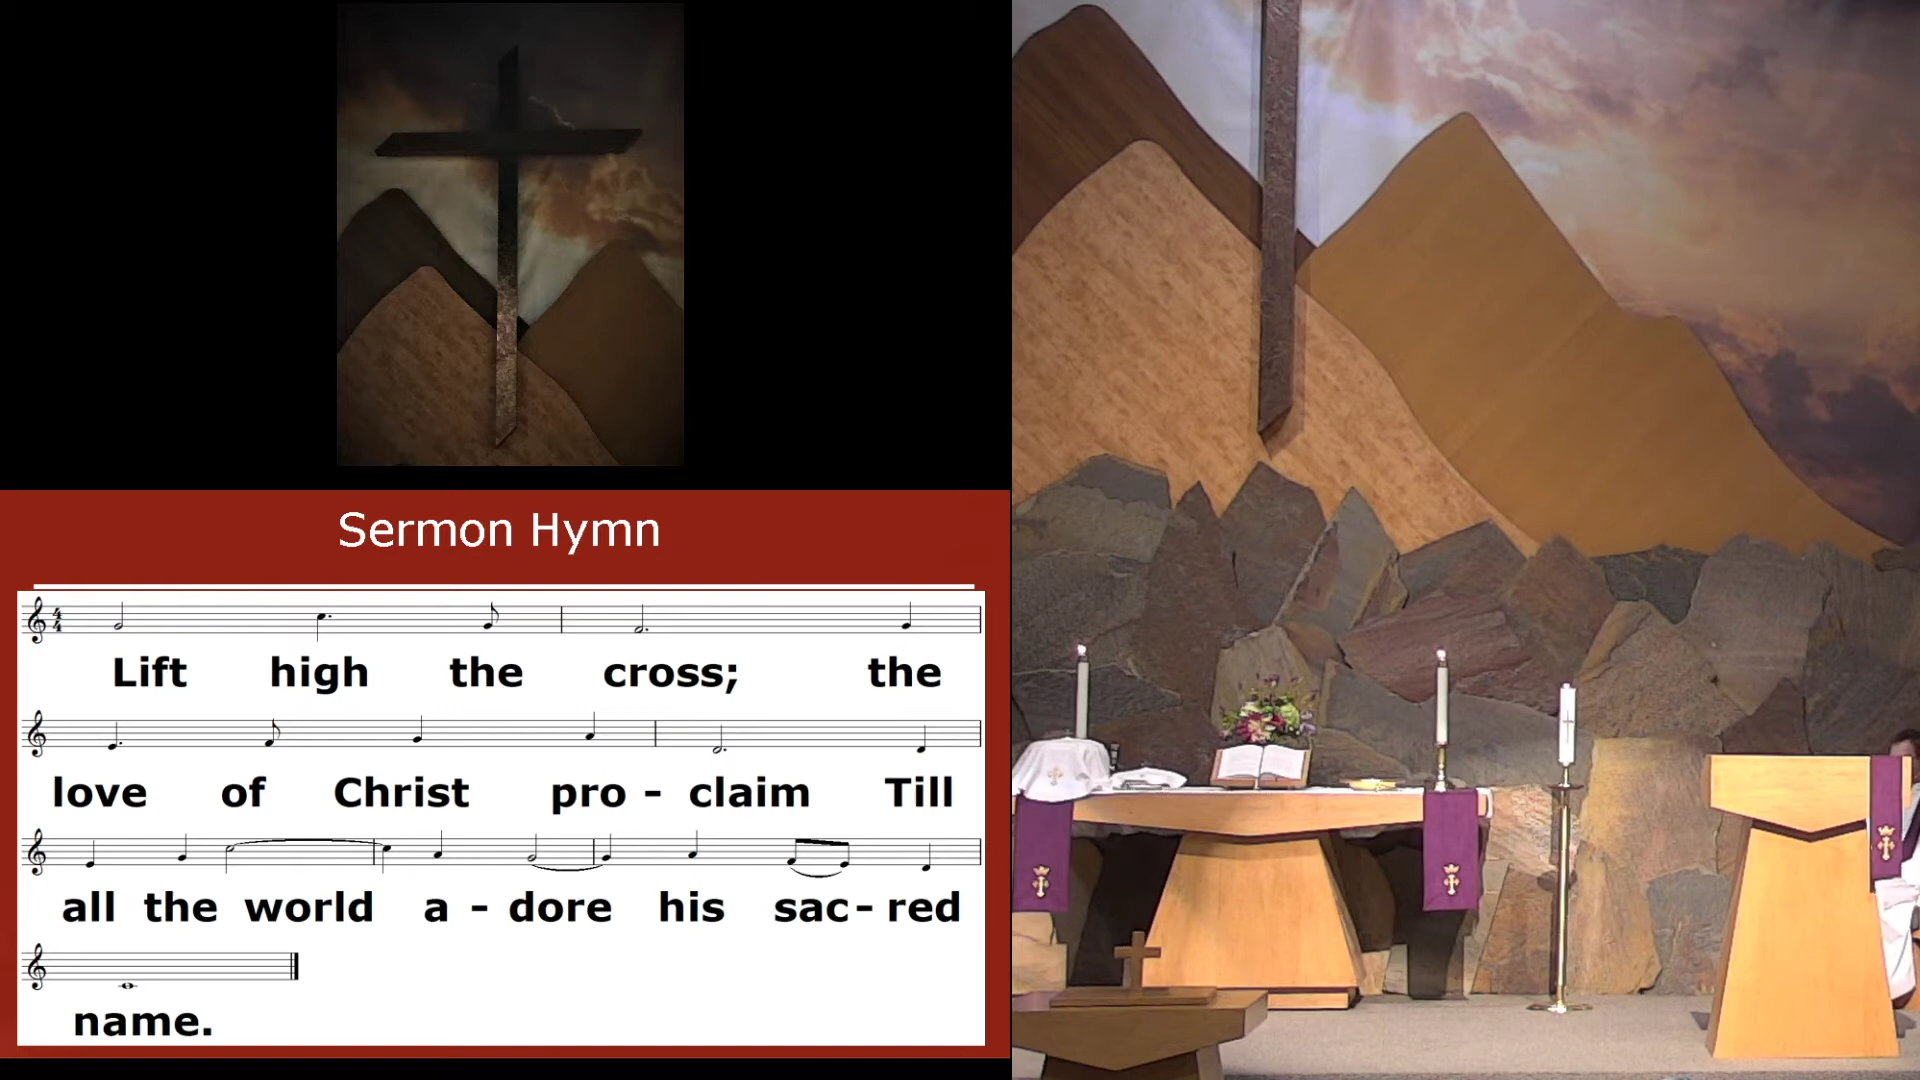 Sermon Hymn
Lift high the cross; the
love of Christ pro - claim Till
all the world a - dore his sac - red
name.